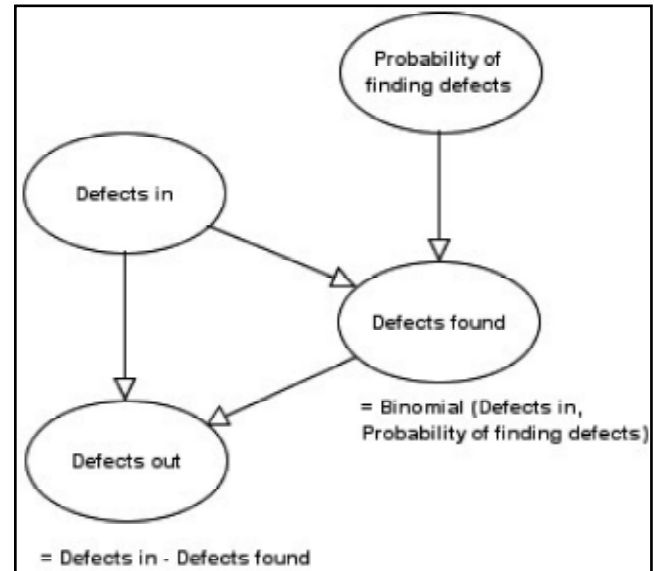 Probability of
finding defects
Defects in
Defects found
= Binomial (Defects in,
Probability of finding defects)
Defects out
= Defects in - Defects found